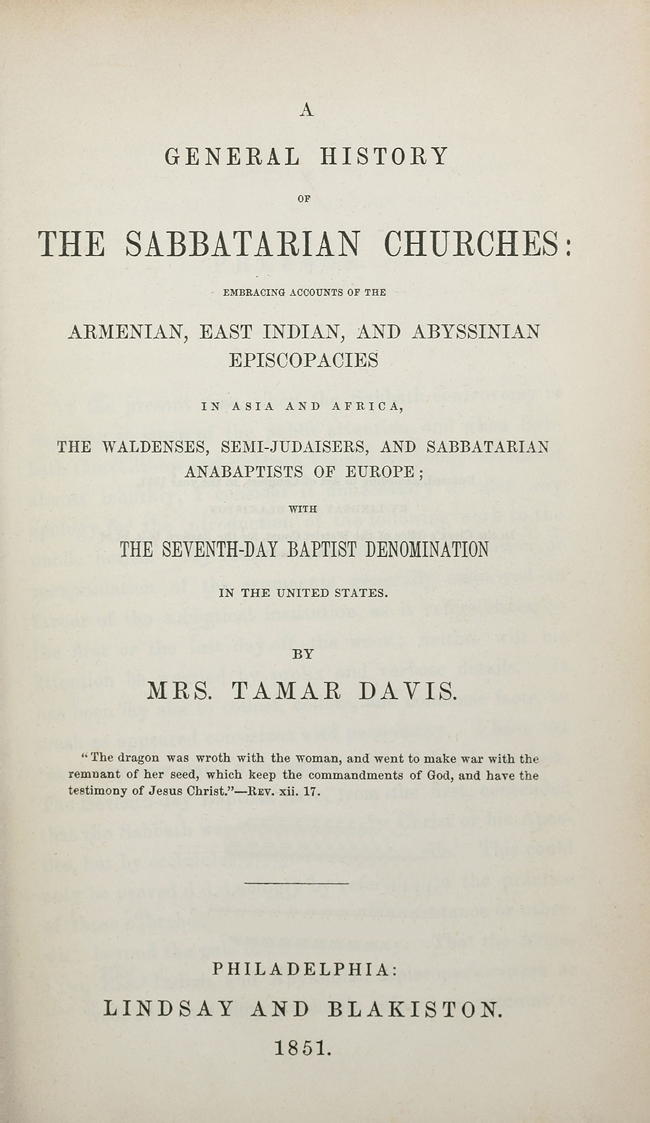 A
GENERAL HISTORY
OF
THE SABBATARIAN CHURCHES:
EMBRACING ACCOUNTS OF THE
ARMENIAN, EAST INDIAN, AND ABYSSINIAN
EPISCOPACIES
IN ASIA AND AFRICA,
THE WALDENSES, SEMI-JUDAISERS, AND SABBATARIAN
ANABAPTISTS OF EUROPE;
WITH
THE SEVENTH-DAY BAPTIST DENOMINATION
IN THE UNITED STATES.
BY
MRS. TAMAR DAVIS.
"The dragon was wroth with the woman, and went to make war with the
remnant of her seed, which keep the commandments of God, and have the
testimony of Jesus Christ."—REV. xii. 17.
PHILADELPHIA:
LINDSAY AND BLAKISTON.
1851.